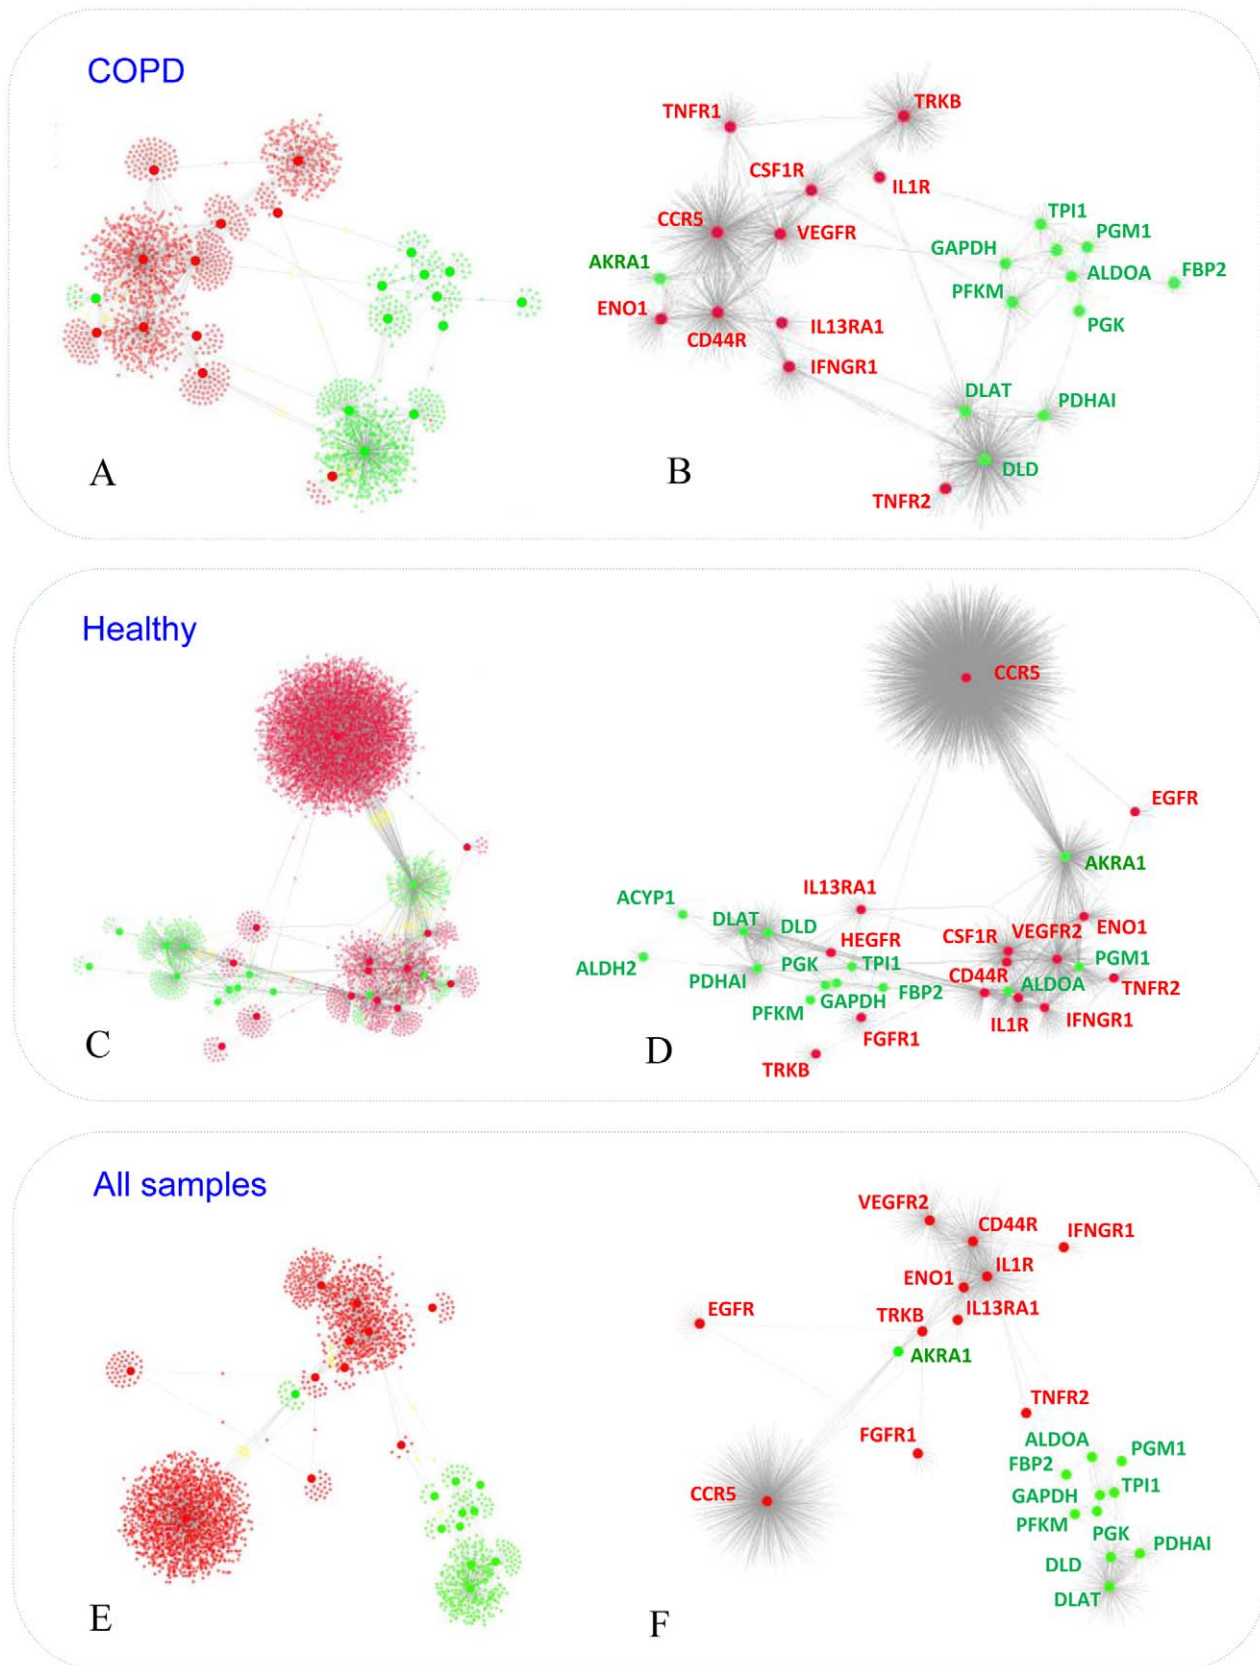 COPD
TNFR1
TRKB
CSF1R
IL1R
CCR5
VEGFR
TPI1
PGM1
GAPDH
AKRA1
ALDOA
FBP2
PFKM
ENO1
IL13RA1
PGK
CD44R
IFNGR1
DLAT
PDHAI
A
B
DLD
TNFR2
Healthy
CCR5
EGFR
AKRA1
IL13RA1
ACYP1
DLAT
DLD
ENO1
VEGFR2
CSF1R
HEGFR
ALDH2
PDHAI
PGK
TPI1
PGM1
CD44R
ALDOA
TNFR2
GAPDH
FBP2
PFKM
IL1R
IFNGR1
FGFR1
C
D
TRKB
All samples
VEGFR2
CD44R
IFNGR1
IL1R
ENO1
EGFR
TRKB
IL13RA1
AKRA1
TNFR2
FGFR1
ALDOA
PGM1
FBP2
CCR5
GAPDH
TPI1
PFKM
PGK
PDHAI
DLD
DLAT
E
F